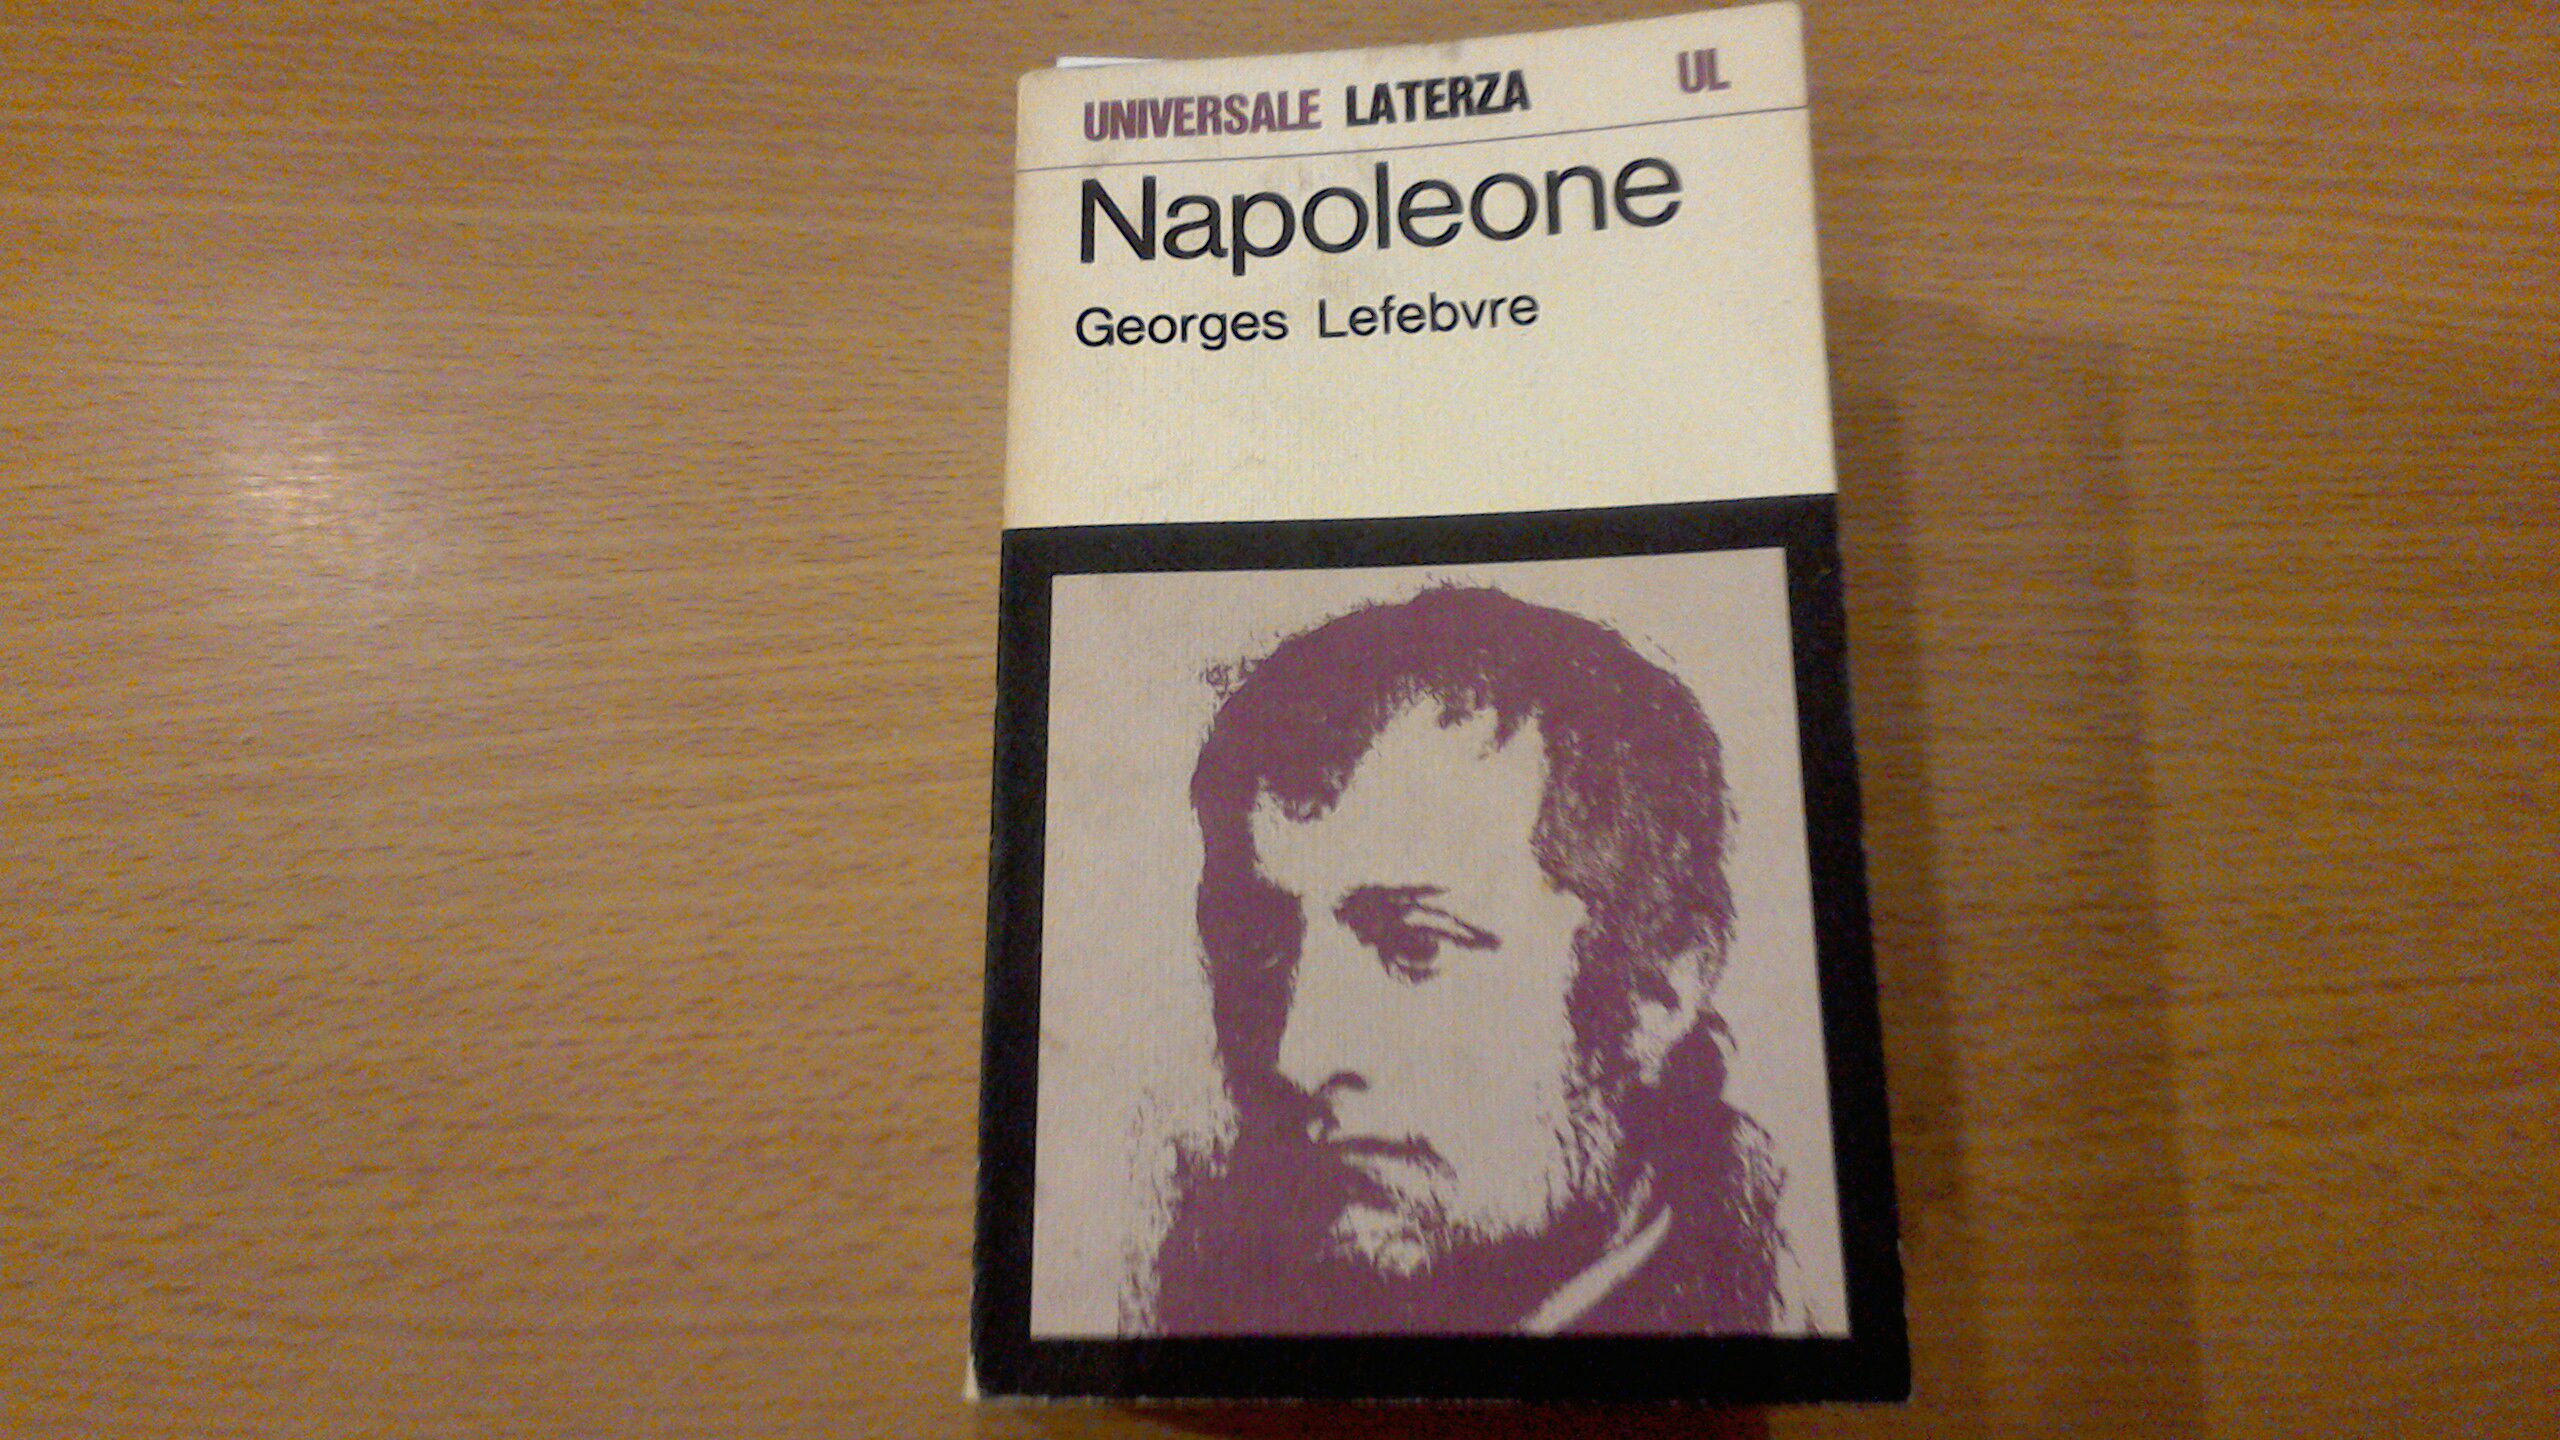 UNIVERSALE LATERZA UL
Napoleone
Georges Lefebvre